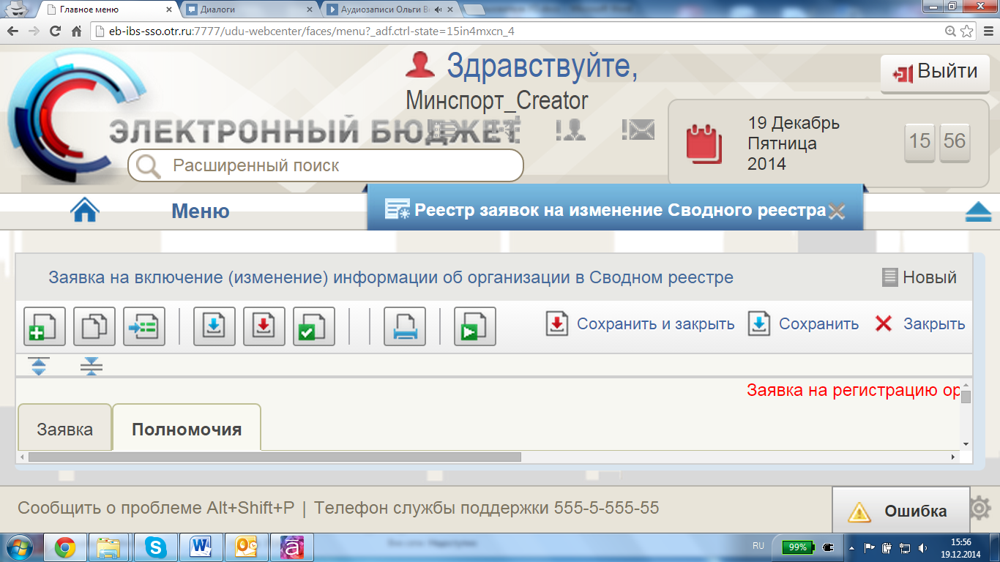 Главное меню
Диалоги
Аудиозаписи Ольги В
eb-ibs-sso.otr.ru:7777/udu-webcenter/faces/menu?_adf.ctrl-state=15in4mxcn_4
Здравствуйте,
Минспорт_Creator
Выйти
ЭЛЕКТРОННЫЙ БЮДЖЕТ
19 Декабрь
Пятница
2014
15 56
Расширенный поиск
Меню
Реестр заявок на изменение Сводного реестра
Заявка на включение (изменение) информации об организации в Сводном реестре
Новый
Сохранить и закрыть
Сохранить
Закрыть
Заявка на регистрацию ор
Заявка
Полномочия
Сообщить о проблеме Alt+Shift+P | Телефон службы поддержки 555-5-555-55
Ошибка
RU
99%
15:56
19.12.2014